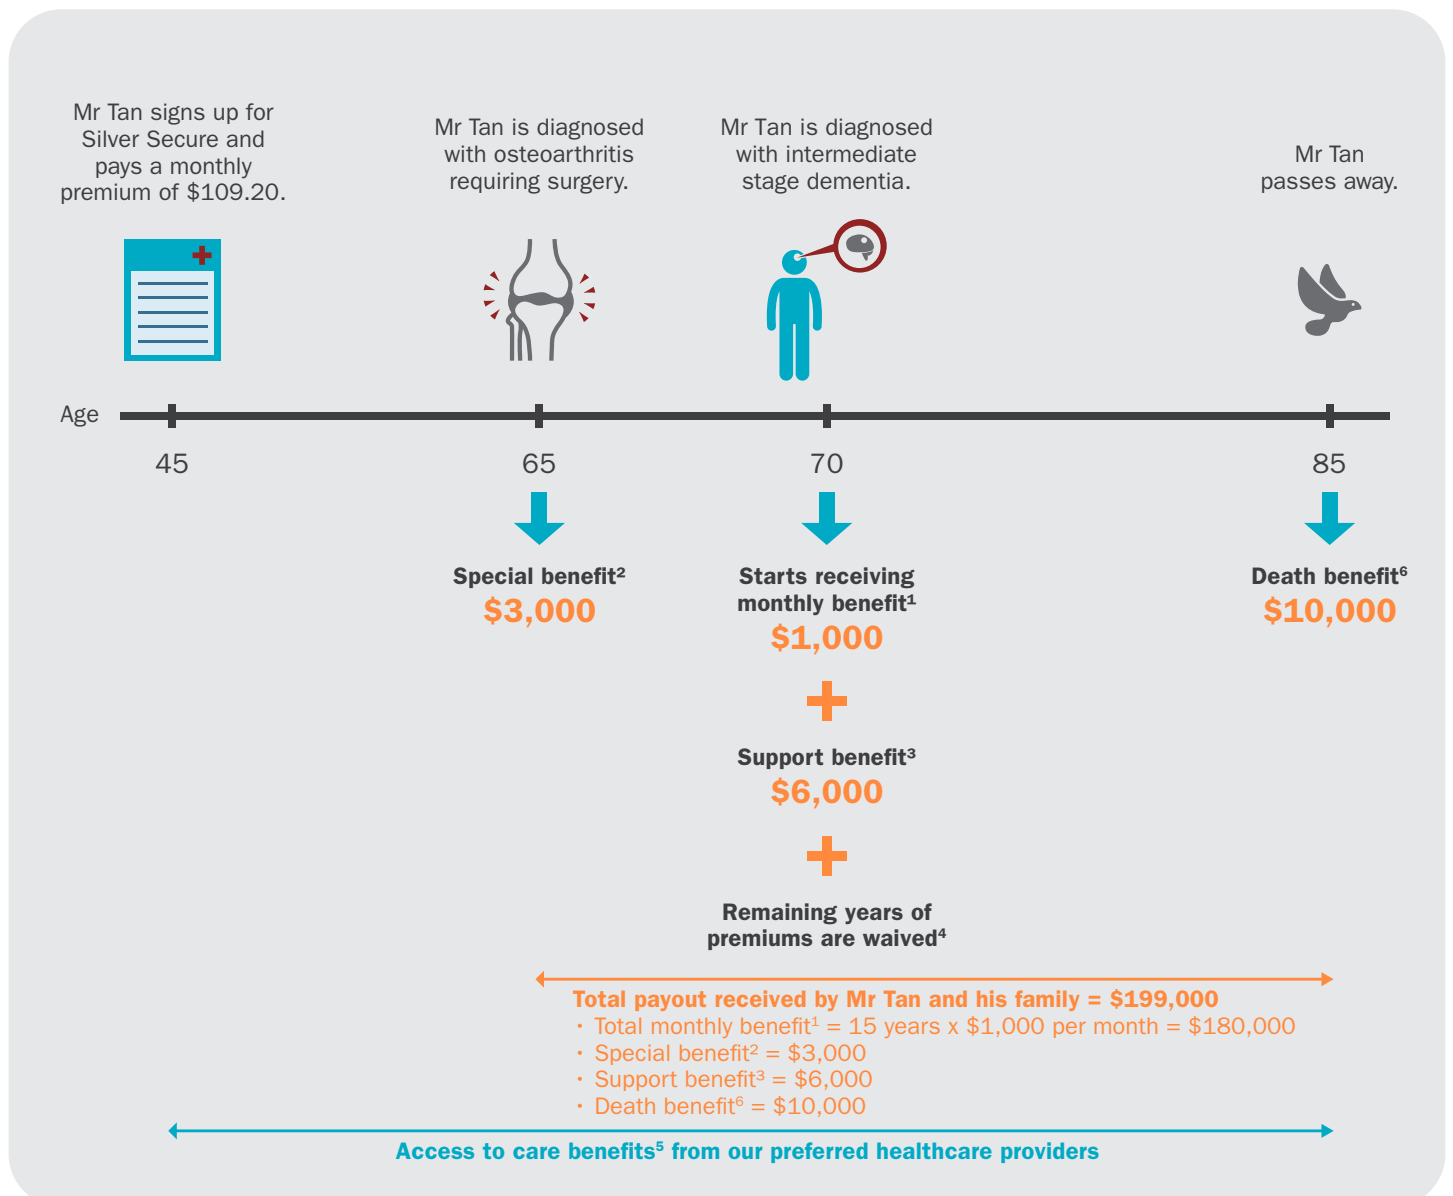 Mr Tan signs up for
Silver Secure and
pays a monthly
premium of $109.20.
Mr Tan is diagnosed
with osteoarthritis
requiring surgery.
Mr Tan is diagnosed
with intermediate
stage dementia.
Mr Tan
passes away.
Age
45
65
70
85
Special benefit²
$3,000
Starts receiving
monthly benefit¹
$1,000
Support benefit³
$6,000
Remaining years of
premiums are waived⁴
Death benefit⁶
$10,000
Total payout received by Mr Tan and his family = $199,000
• Total monthly benefit¹ = 15 years x $1,000 per month = $180,000
• Special benefit² = $3,000
• Support benefit³ = $6,000
• Death benefit⁶ = $10,000
Access to care benefits⁵ from our preferred healthcare providers